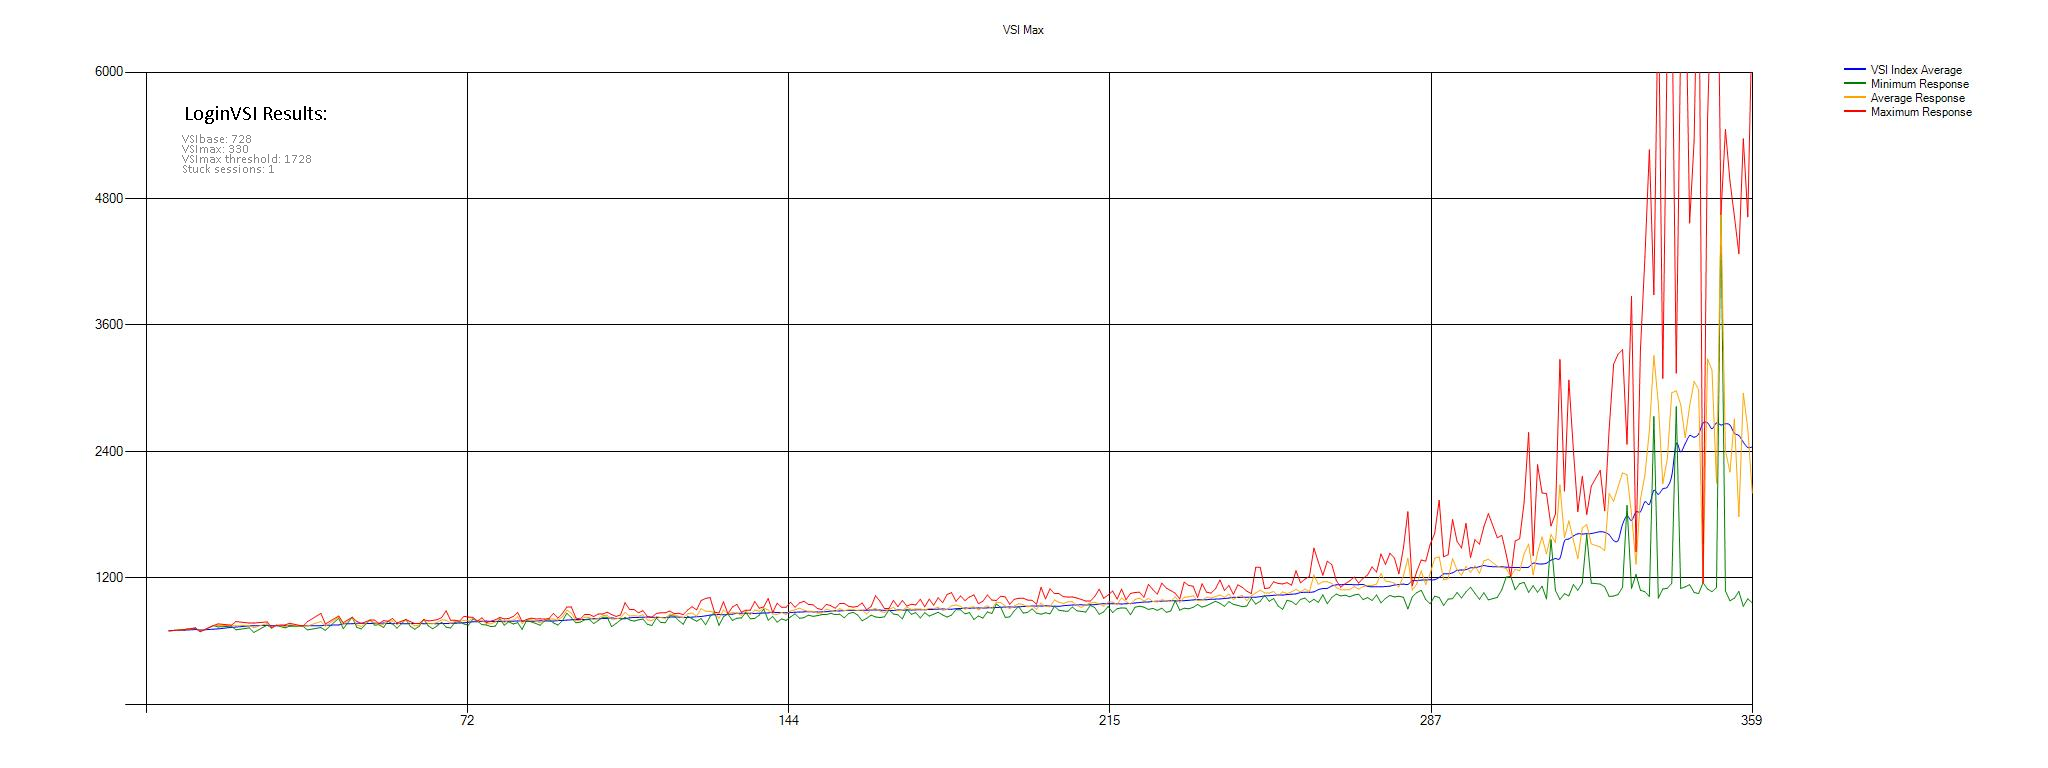 VSI Max
6000
4800
3600
2400
1200
LoginVSI Results:
VSIbase: 728
VSImax: 330
VSImax threshold: 1728
Stuck sessions: 1
VSI Index Average
Minimum Response
Average Response
Maximum Response
72
144
215
287
359